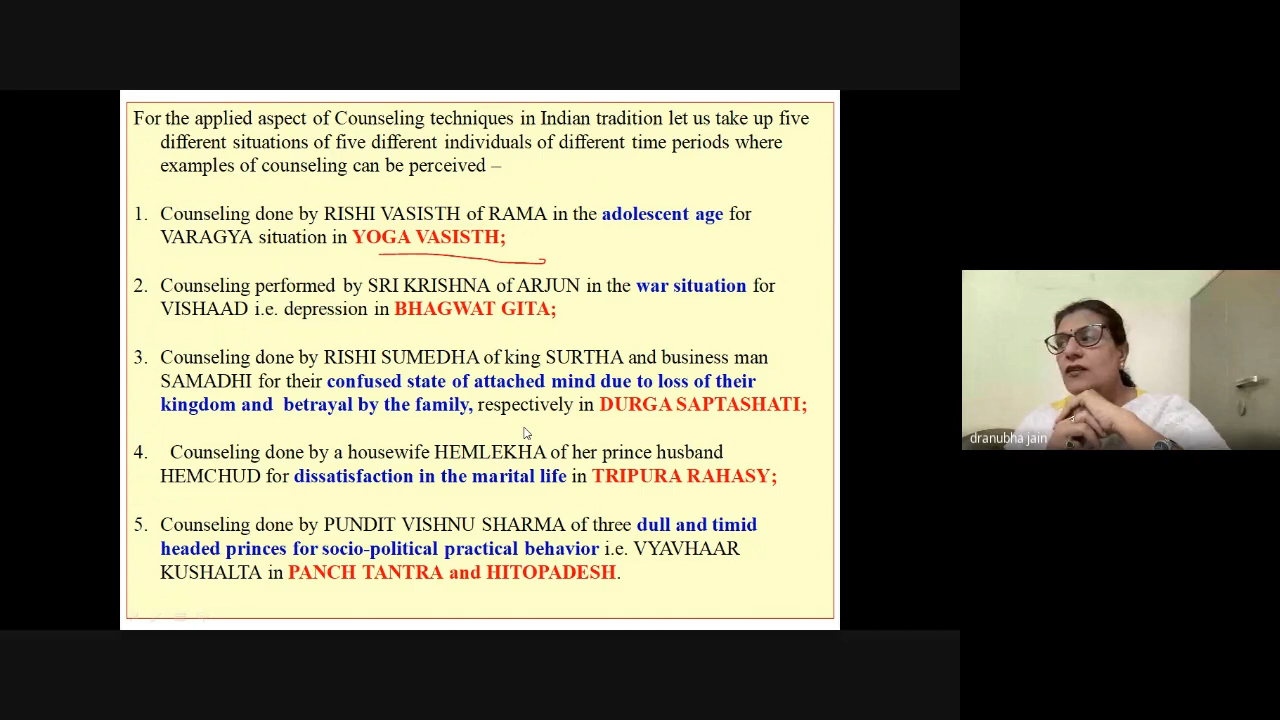 For the applied aspect of Counseling techniques in Indian tradition let us take up five
different situations of five different individuals of different time periods where
examples of counseling can be perceived –
1. Counseling done by RISHI VASISTH of RAMA in the adolescent age for
VARAGYA situation in YOGA VASISTH;
2. Counseling performed by SRI KRISHNA of ARJUN in the war situation for
VISHAAD i.e. depression in BHAGWAT GITA;
3. Counseling done by RISHI SUMEDHA of king SURTHA and business man
SAMADHI for their confused state of attached mind due to loss of their
kingdom and betrayal by the family, respectively in DURGA SAPTASHATI;
4. Counseling done by a housewife HEMLEKHA of her prince husband
HEMCHUD for dissatisfaction in the marital life in TRIPURA RAHASY;
5. Counseling done by PUNDIT VISHNU SHARMA of three dull and timid
headed princes for socio-political practical behavior i.e. VYAVHAAR
KUSHALTA in PANCH TANTRA and HITOPADESH.
dranubha jain